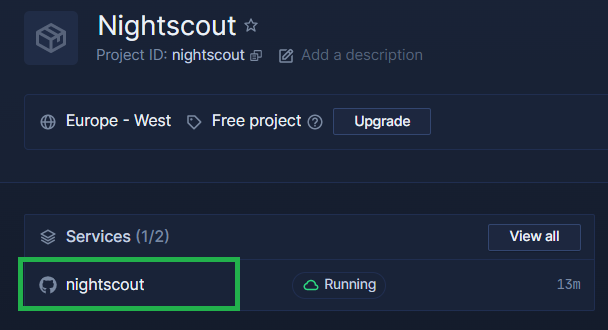 Nightscout
Project ID: nightscout Add a description
Europe - West Free project Upgrade
Services (1/2) View all
nightscout Running 13m